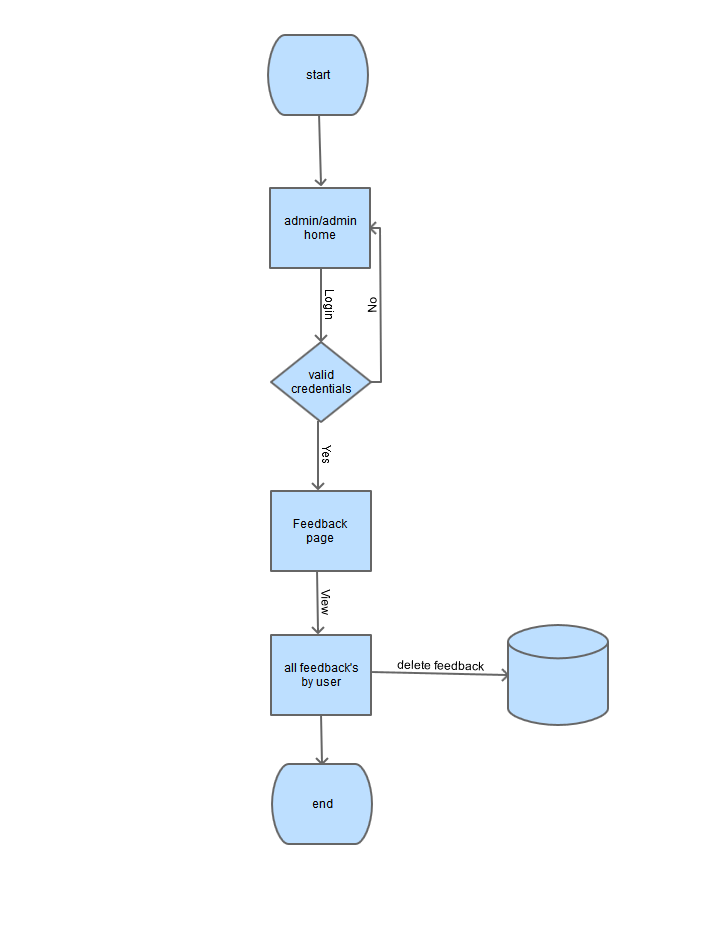 start
admin/admin
home
Login
No
valid
credentials
Yes
Feedback
page
View
all feedback's
by user
delete feedback
end